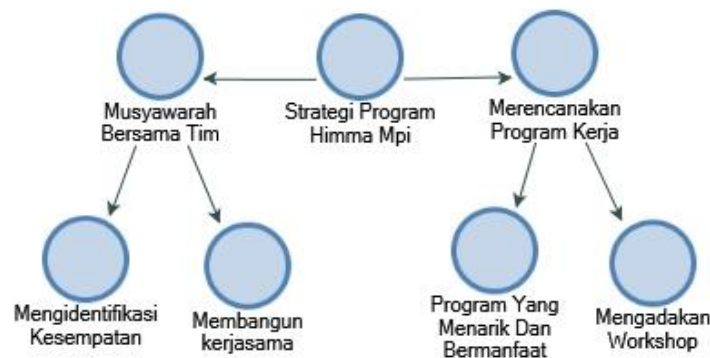 Musyawarah
Bersama Tim
Strategi Program
Himma Mpi
Merencanakan
Program Kerja
Mengidentifikasi
Kesempatan
Membangun
kerjasama
Program Yang
Menarik Dan
Bermanfaat
Mengadakan
Workshop